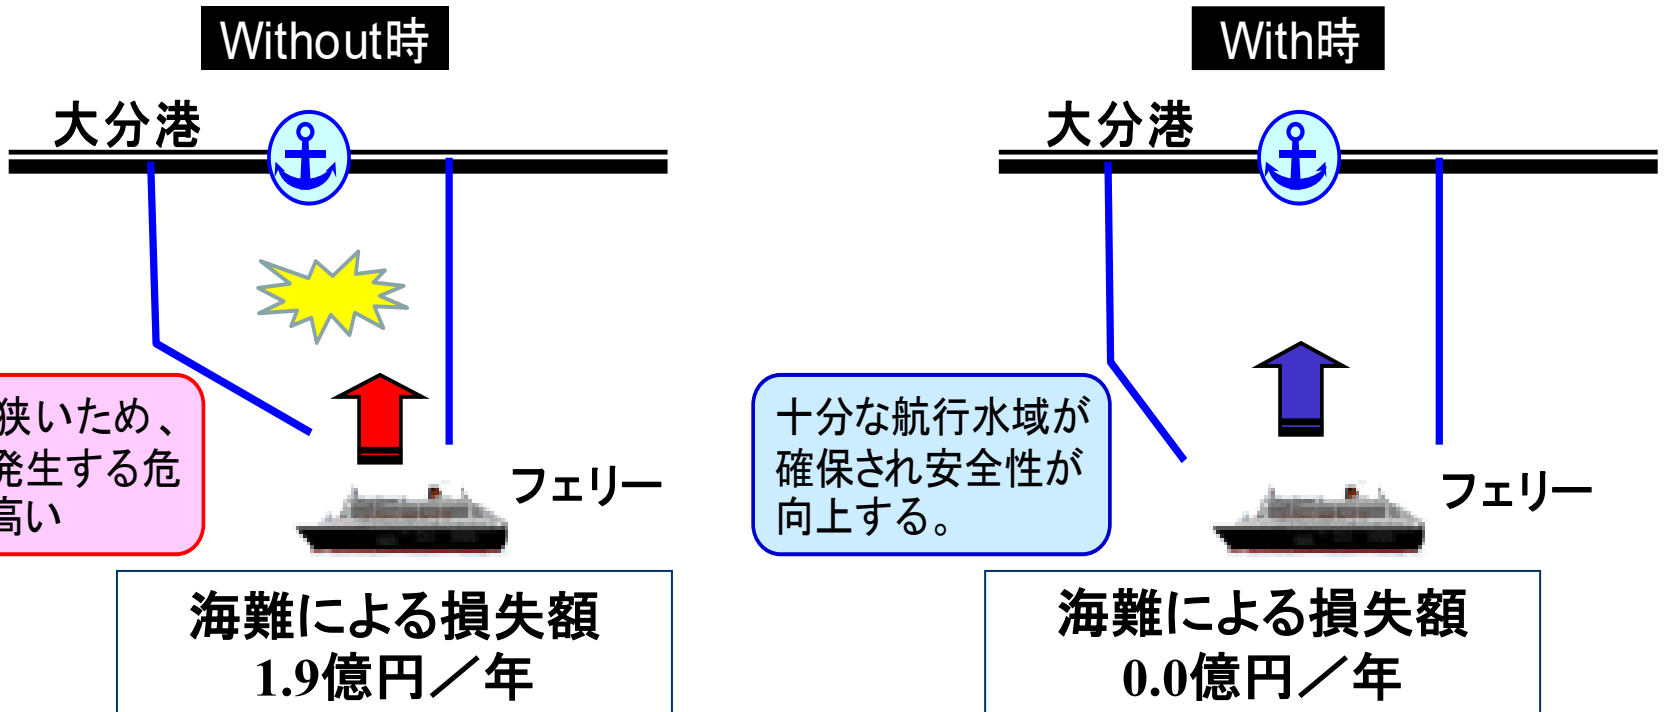 Without時
大分港
狭いため、
発生する危
高い
フェリー
海難による損失額
1.9億円／年
With時
大分港
十分な航行水域が
確保され安全性が
向上する。
フェリー
海難による損失額
0.0億円／年